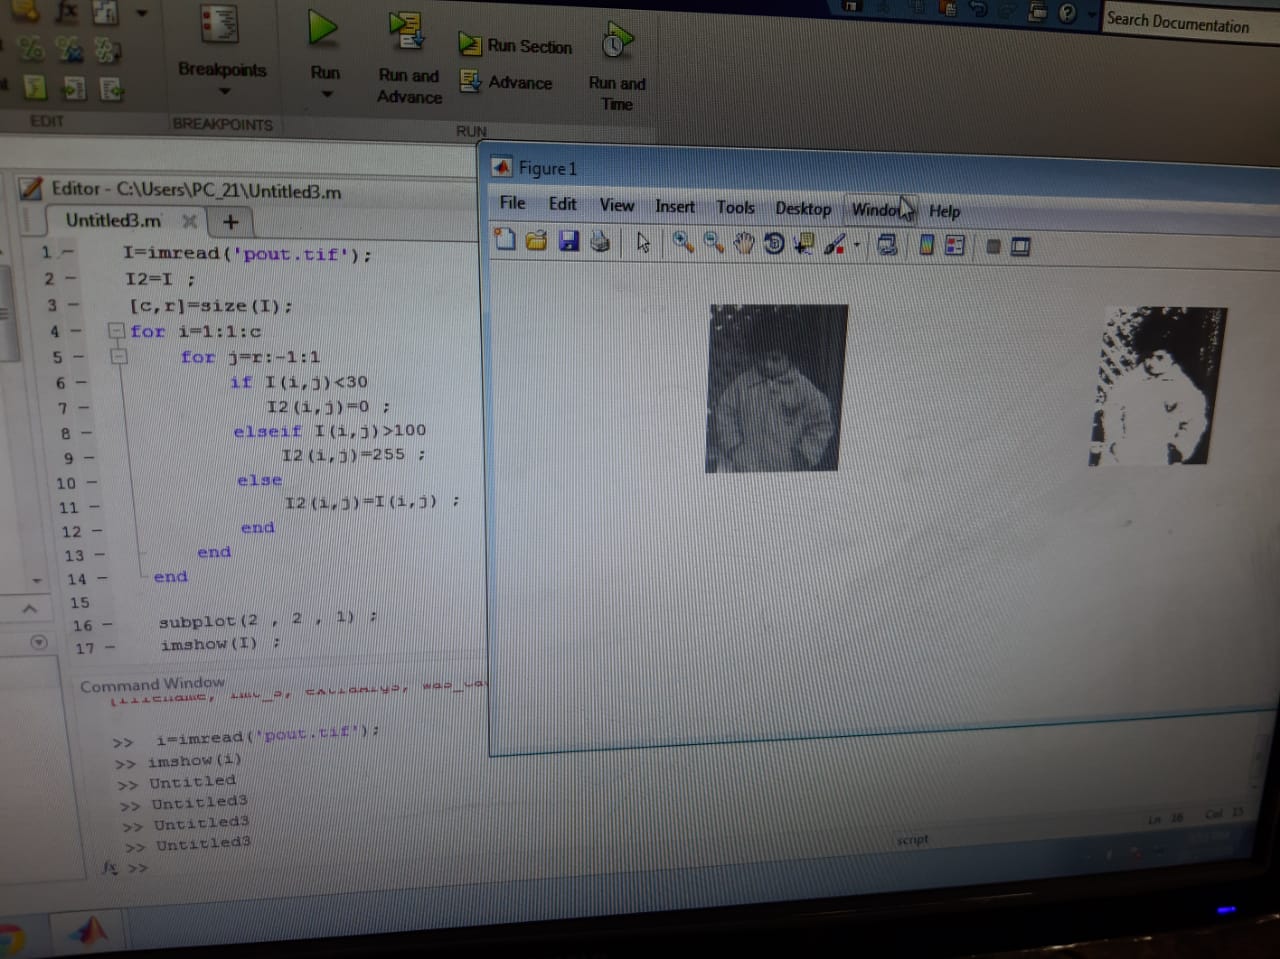 Search Documentation
Breakpoints
Run
Run and
Advance
Run Section
Advance
Run and
Time
EDIT
BREAKPOINTS
RUN
Editor - C:\Users\PC_21\Untitled3.m
Untitled3.m
1 - I=imread('pout.tif');
2 - I2=I ;
3 - [c,r]=size(I);
4 - for i=1:1:c
5 - for j=r:-1:1
6 - if I(i,j)<30
7 - I2(i,j)=0 ;
8 - elseif I(i,j)>100
9 - I2(i,j)=255 ;
10 - else
11 - I2(i,j)=I(i,j) ;
12 - end
13 - end
14 - end
15
16 - subplot(2 , 2 , 1) ;
17 - imshow(I) ;
Figure 1
File Edit View Insert Tools Desktop Window Help
Command Window
>> i=imread('pout.tif');
>> imshow(i)
>> Untitled
>> Untitled3
>> Untitled3
>> Untitled3
fx >>
script
Ln 16 Col 15